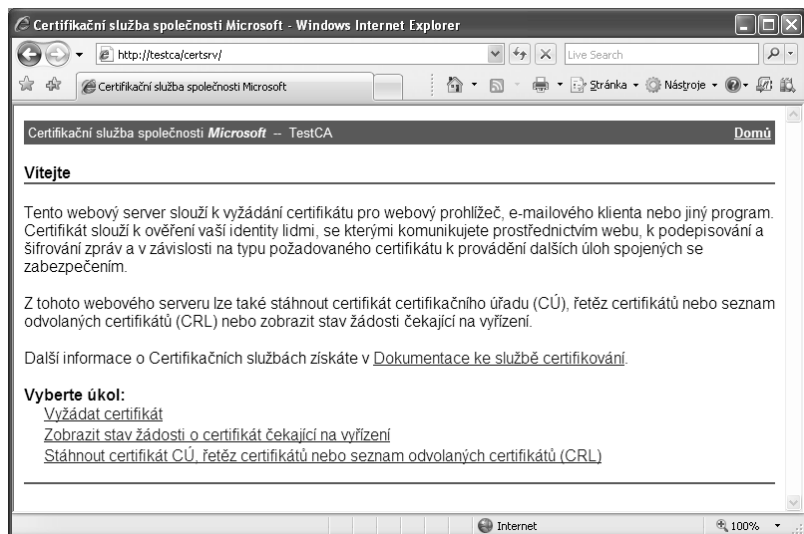 Certifikační služba společnosti Microsoft - Windows Internet Explorer
http://testca/certsrv/
Live Search
Certifikační služba společnosti Microsoft
Stránka
Nástroje
Certifikační služba společnosti Microsoft -- TestCA
Domů
Vítejte
Tento webový server slouží k vyžádání certifikátu pro webový prohlížeč, e-mailového klienta nebo jiný program.
Certifikát slouží k ověření vaší identity lidmi, se kterými komunikujete prostřednictvím webu, k podepisování a
šifrování zpráv a v závislosti na typu požadovaného certifikátu k provádění dalších úloh spojených se
zabezpečením.
Z tohoto webového serveru lze také stáhnout certifikát certifikačního úřadu (CÚ), řetěz certifikátů nebo seznam
odvolaných certifikátů (CRL) nebo zobrazit stav žádosti čekající na vyřízení.
Další informace o Certifikačních službách získáte v Dokumentace ke službě certifikování.
Vyberte úkol:
Vyžádat certifikát
Zobrazit stav žádosti o certifikát čekající na vyřízení
Stáhnout certifikát CÚ, řetěz certifikátů nebo seznam odvolaných certifikátů (CRL)
Internet
100%